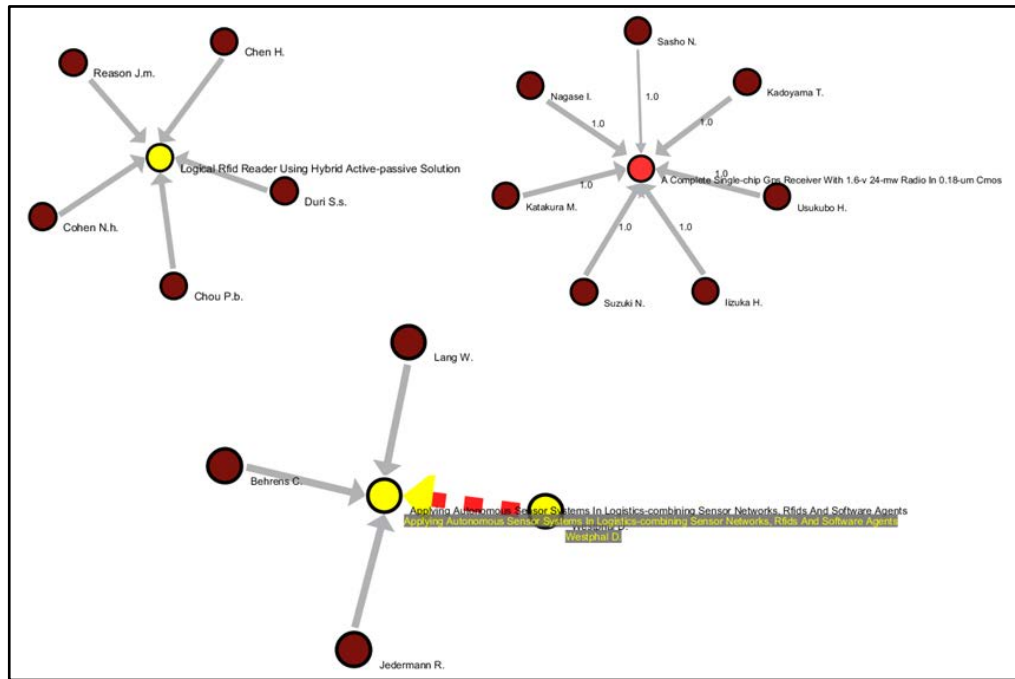 Chen H.
Reason J.m.
Logical Rfid Reader Using Hybrid Active-passive Solution
Duri S.s.
Cohen N.h.
Chou P.b.
Sasho N.
Nagase I.
Kadoyama T.
1.0
1.0
1.0
1.0
A Complete Single-chip Gps Receiver With 1.6-v 24-mw Radio In 0.18-um Cmos
1.0
Katakura M.
Usukubo H.
1.0
1.0
Suzuki N.
Iizuka H.
Lang W.
Behrens C.
Applying Autonomous Sensor Systems In Logistics-combining Sensor Networks, Rfids And Software Agents
Applying Autonomous Sensor Systems In Logistics-combining Sensor Networks, Rfids And Software Agents
Westphal D.
Westphal D.
Jedermann R.